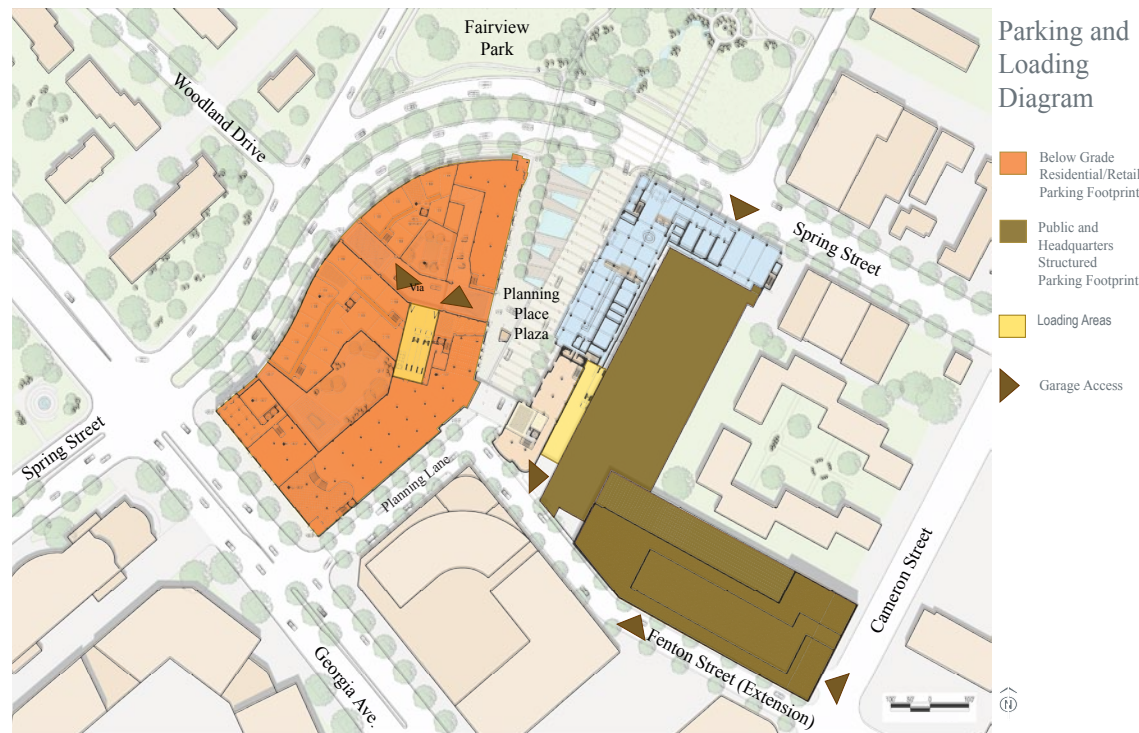 Parking and
Loading
Diagram
Below Grade
Residential/Retail
Parking Footprint
Public and
Headquarters
Structured
Parking Footprint
Loading Areas
Garage Access
Fairview
Park
Woodland Drive
Spring Street
Via
Planning
Place
Plaza
Spring Street
Planning Lane
Georgia Ave.
Fenton Street (Extension)
Cameron Street
N